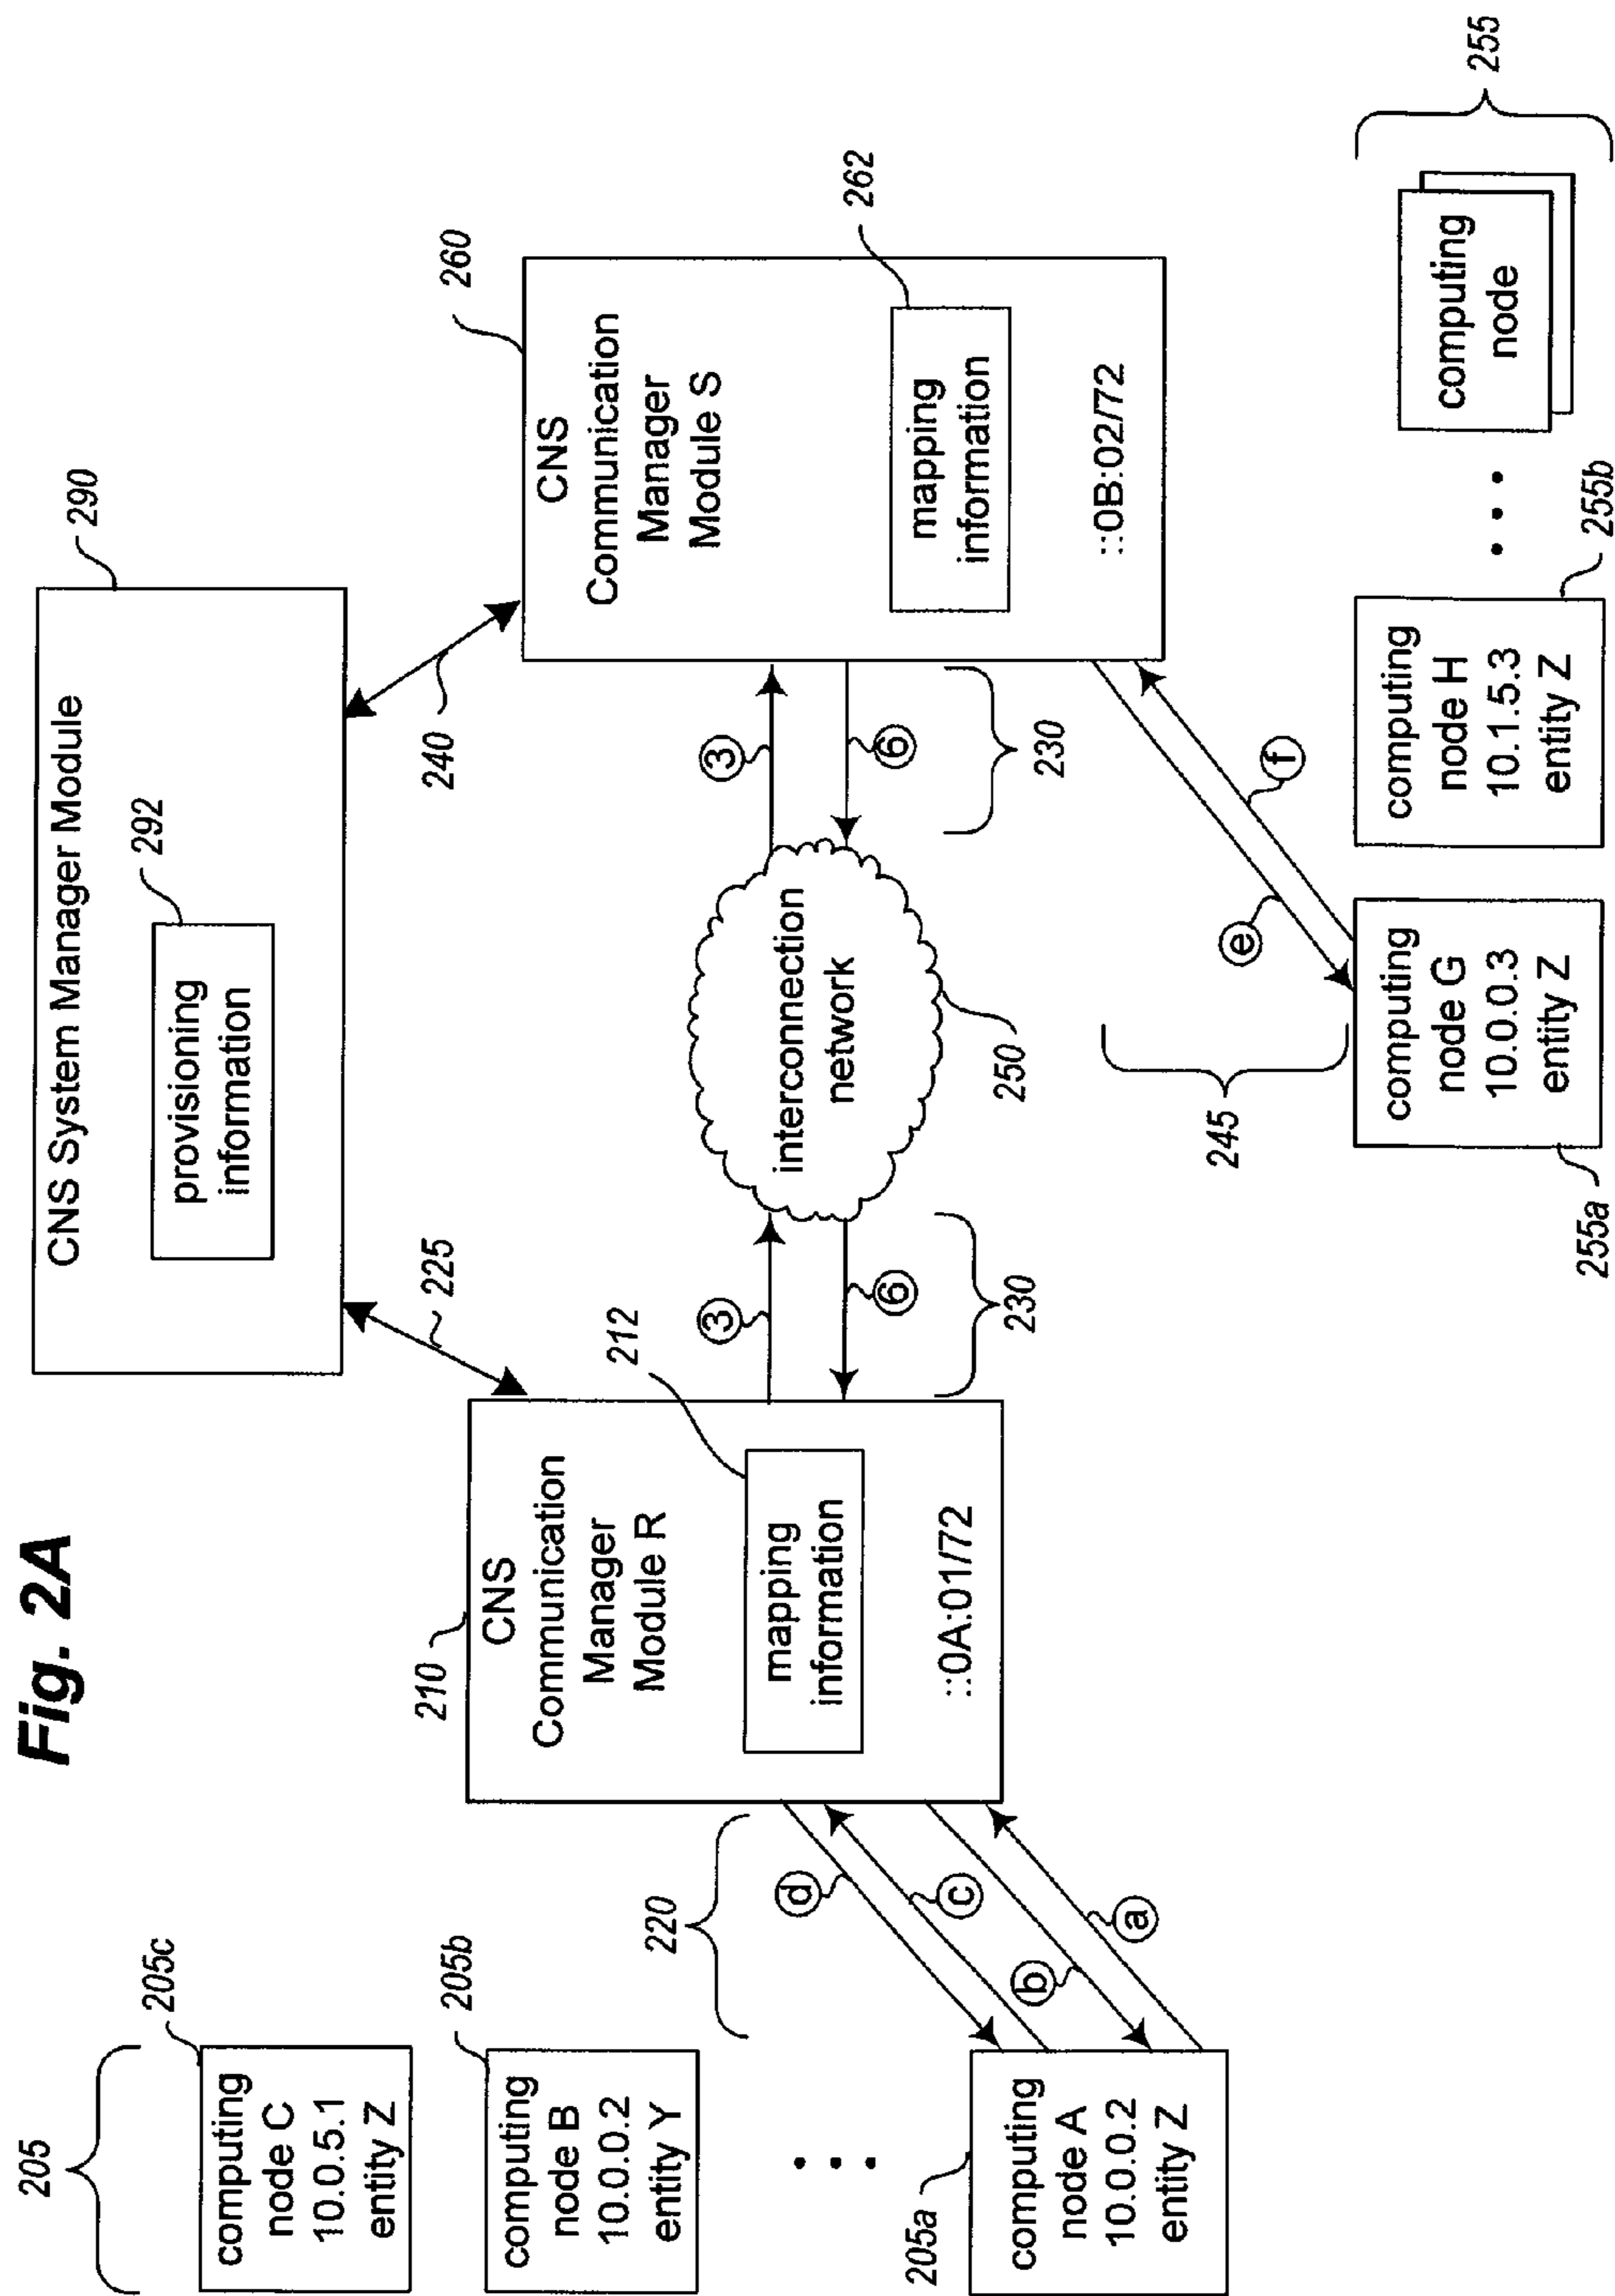 Fig. 2A
290
CNS System Manager Module
292
provisioning
information
225
240
205
205c
computing
node C
10.0.5.1
entity Z
205b
computing
node B
10.0.0.2
entity Y
205a
computing
node A
10.0.0.2
entity Z
220
d
c
b
a
210
CNS
Communication
Manager
Module R
212
mapping
information
::0A:01/72
3
6
230
interconnection
network
250
3
6
230
260
CNS
Communication
Manager
Module S
262
mapping
information
::0B:02/72
245
e
f
255a
computing
node G
10.0.0.3
entity Z
255b
computing
node H
10.1.5.3
entity Z
computing
node
255